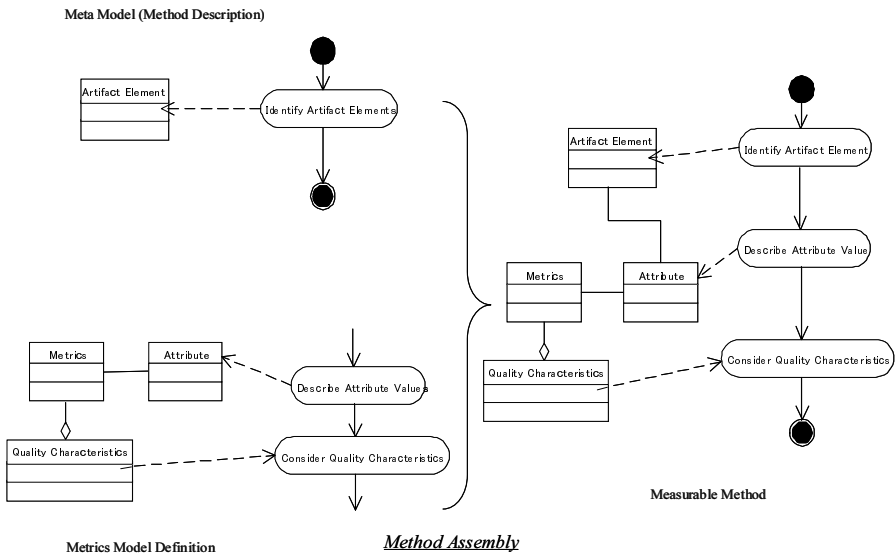 Meta Model (Method Description)
Artifact Element
Identify Artifact Elements
Metrics
Attribute
Describe Attribute Values
Quality Characteristics
Consider Quality Characteristics
Metrics Model Definition
Method Assembly
Artifact Element
Identify Artifact Element
Describe Attribute Value
Metrics
Attribute
Quality Characteristics
Consider Quality Characteristics
Measurable Method